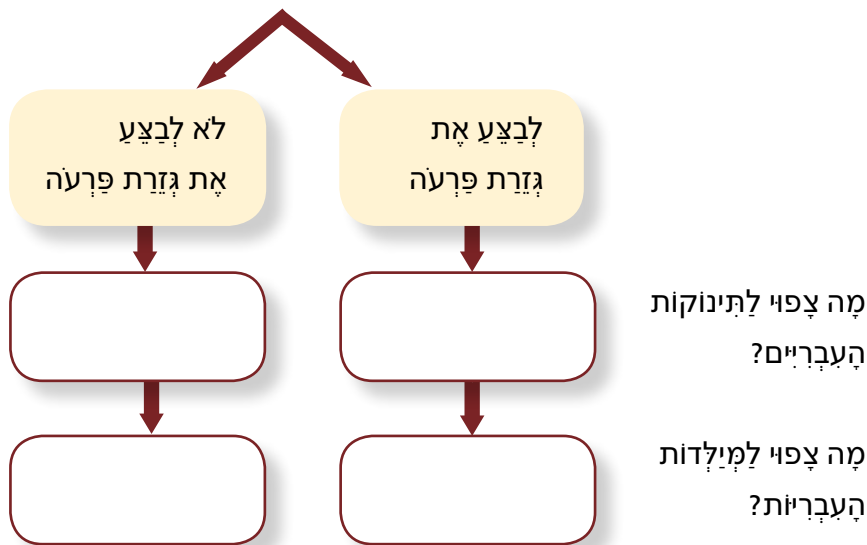 לְבַצֵּעַ אֶת
גְּזֵרַת פַּרְעֹה
לֹא לְבַצֵּעַ
אֶת גְּזֵרַת פַּרְעֹה
מָה צָפוּי לַתִּינוֹקוֹת
הָעִבְרִיִּים?
מָה צָפוּי לַמְּיַלְּדוֹת
הָעִבְרִיּוֹת?